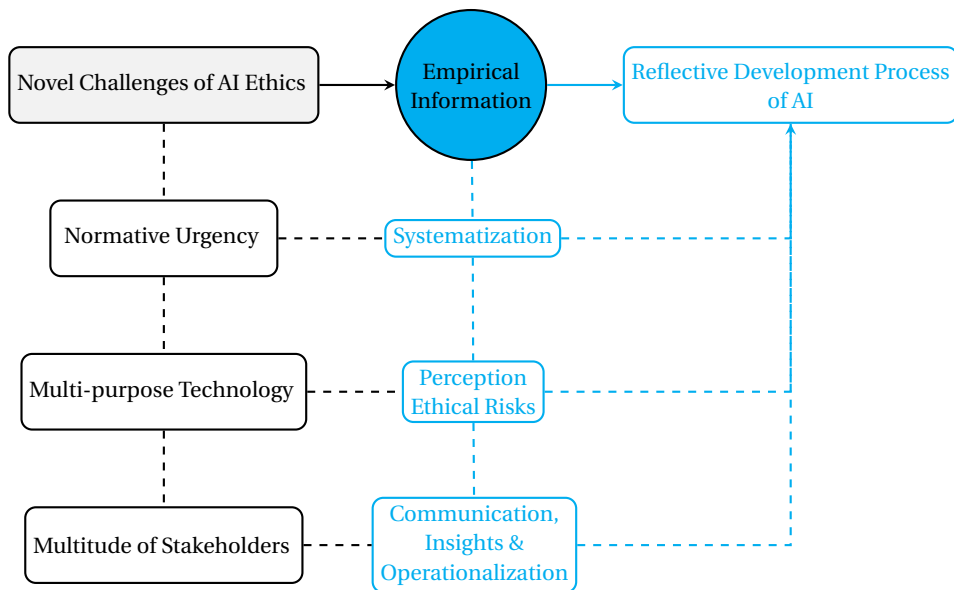 Novel Challenges of AI Ethics
Empirical
Information
Reflective Development Process
of AI
Normative Urgency
Systematization
Multi-purpose Technology
Perception
Ethical Risks
Multitude of Stakeholders
Communication,
Insights &
Operationalization